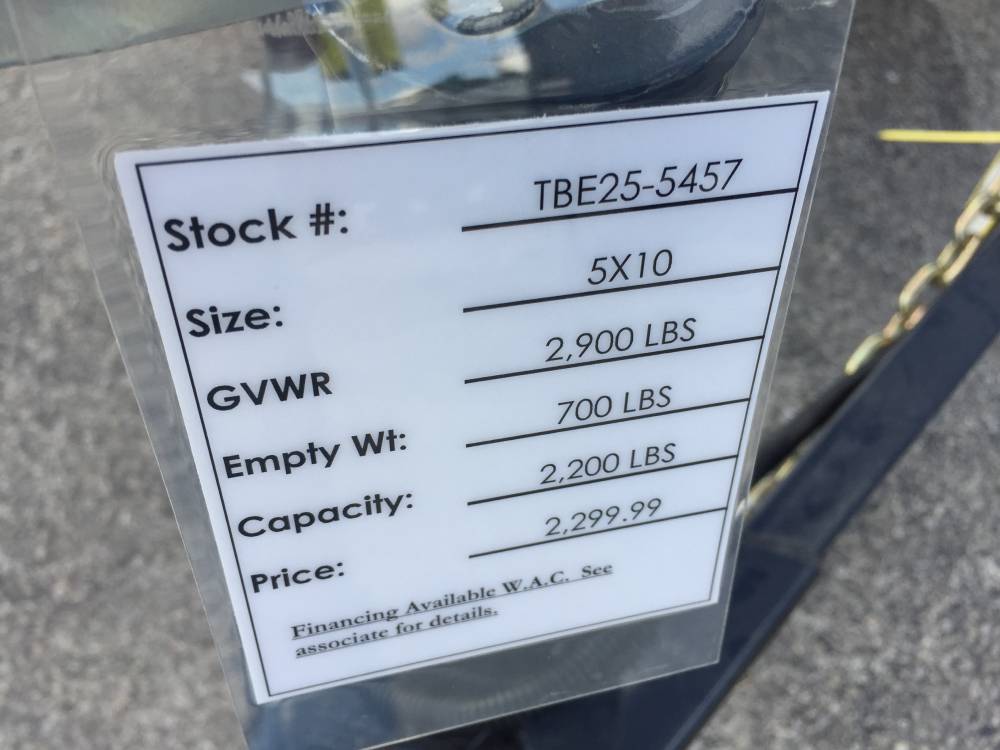 Stock #: TBE25-5457
Size: 5X10
GVWR 2,900 LBS
Empty Wt: 700 LBS
Capacity: 2,200 LBS
Price: 2,299.99
Financing Available W.A.C. See
associate for details.